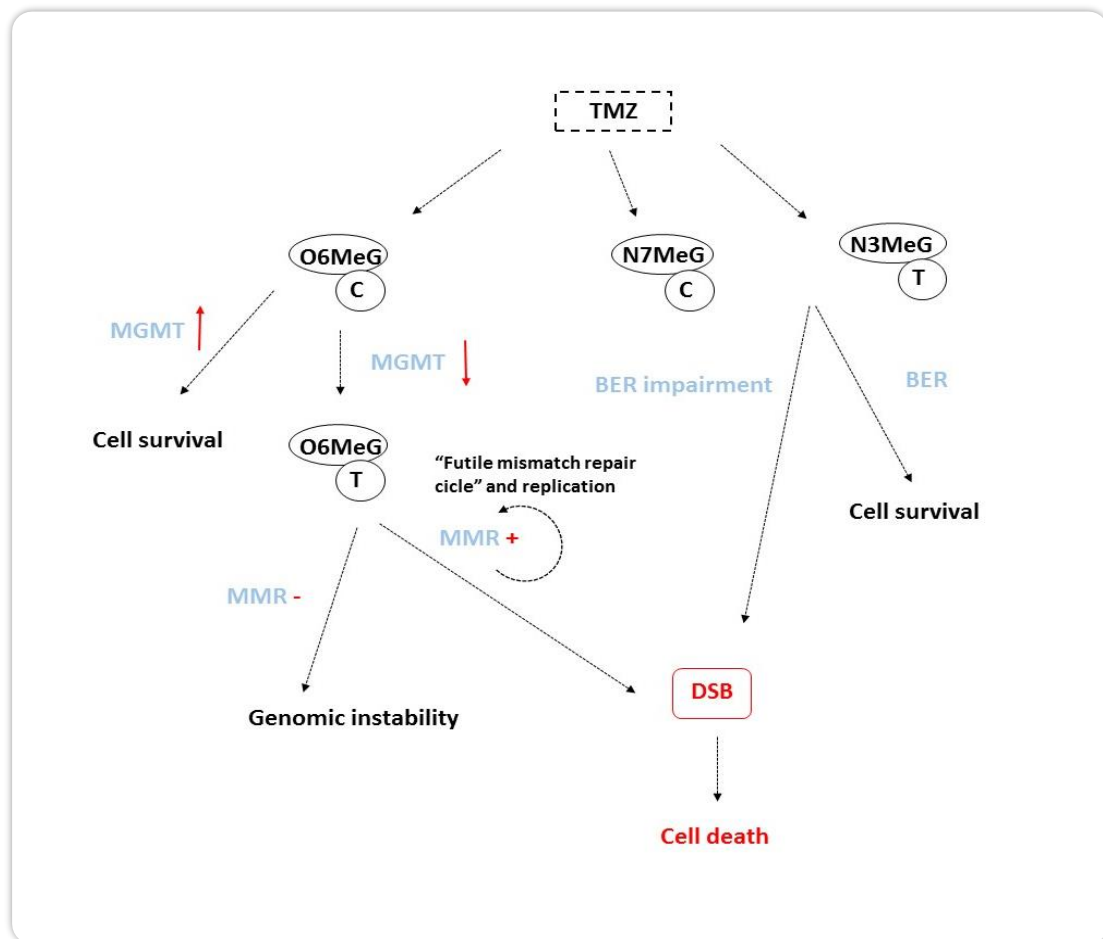 TMZ
O6MeG
C
N7MeG
C
N3MeG
T
MGMT
MGMT
BER impairment
BER
Cell survival
O6MeG
T
“Futile mismatch repair
cicle” and replication
MMR +
Cell survival
MMR -
DSB
Genomic instability
Cell death